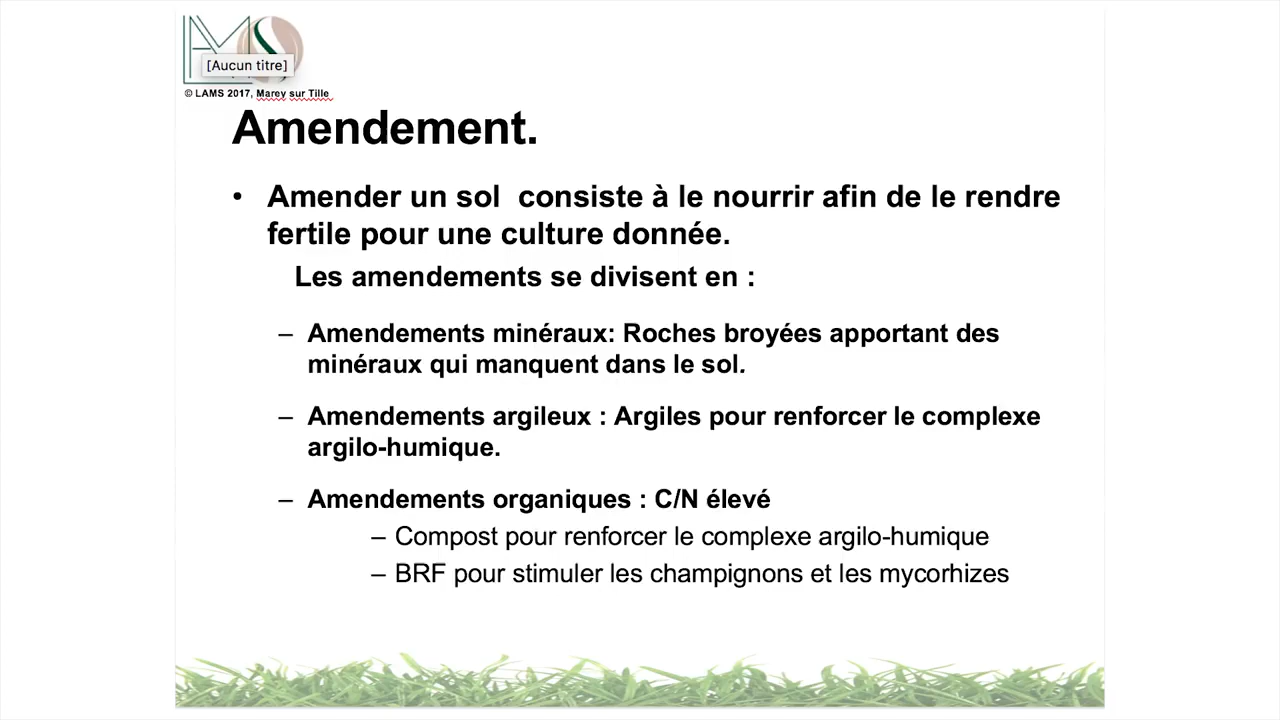 LAMS
[Aucun titre]
© LAMS 2017, Marey sur Tille
Amendement.
• Amender un sol consiste à le nourrir afin de le rendre
fertile pour une culture donnée.
Les amendements se divisent en :
– Amendements minéraux: Roches broyées apportant des
minéraux qui manquent dans le sol.
– Amendements argileux : Argiles pour renforcer le complexe
argilo-humique.
– Amendements organiques : C/N élevé
– Compost pour renforcer le complexe argilo-humique
– BRF pour stimuler les champignons et les mycorhizes